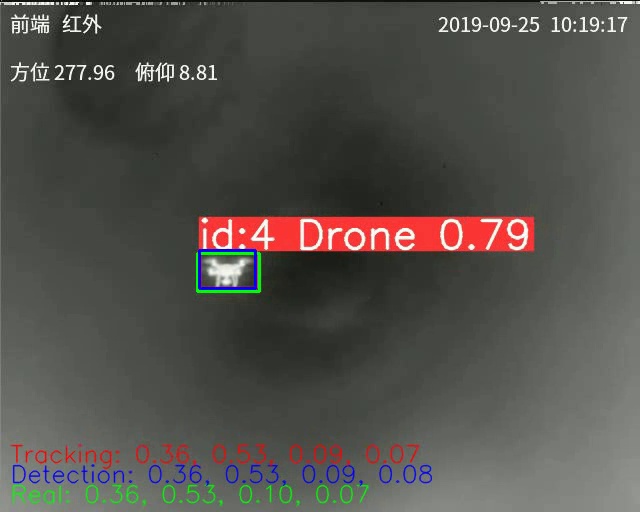 前端 红外 2019-09-25 10:19:17
方位 277.96 俯仰 8.81
id:4 Drone 0.79
Tracking: 0.36, 0.53, 0.09, 0.07
Detection: 0.36, 0.53, 0.09, 0.08
Real: 0.36, 0.53, 0.10, 0.07